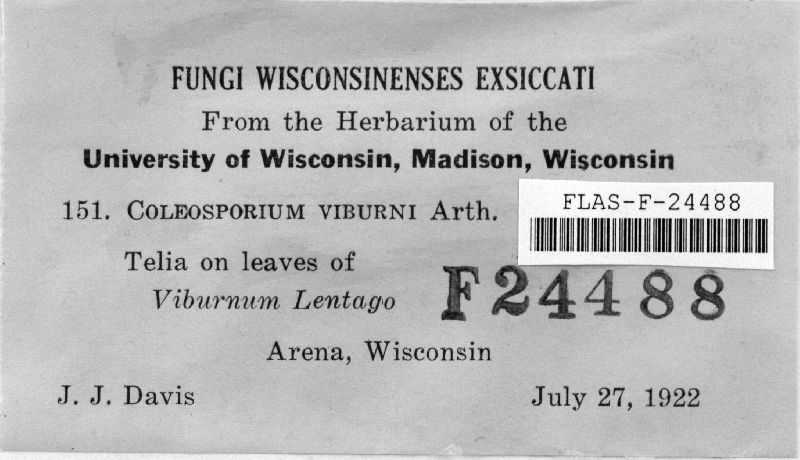 FUNGI WISCONSINENSES EXSICCATI
From the Herbarium of the
University of Wisconsin, Madison, Wisconsin
151. COLEOSPORIUM VIBURNI Arth.
FLAS-F-24488
Telia on leaves of
Viburnum Lentago
F24488
Arena, Wisconsin
J. J. Davis July 27, 1922